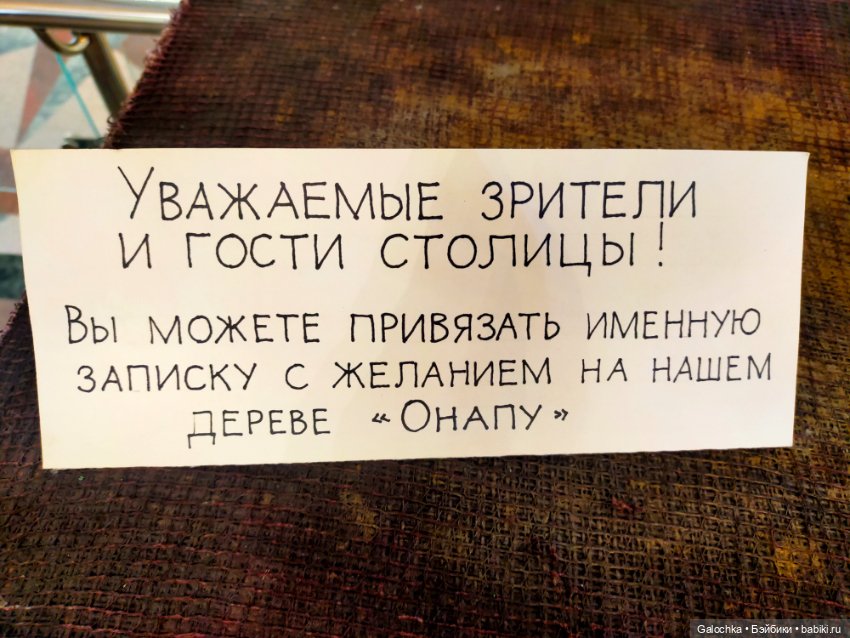 Уважаемые зрители
и гости столицы!
Вы можете привязать именную
записку с желанием на нашем
дереве «Онапу»
Galochka • Бэйбики • babiki.ru